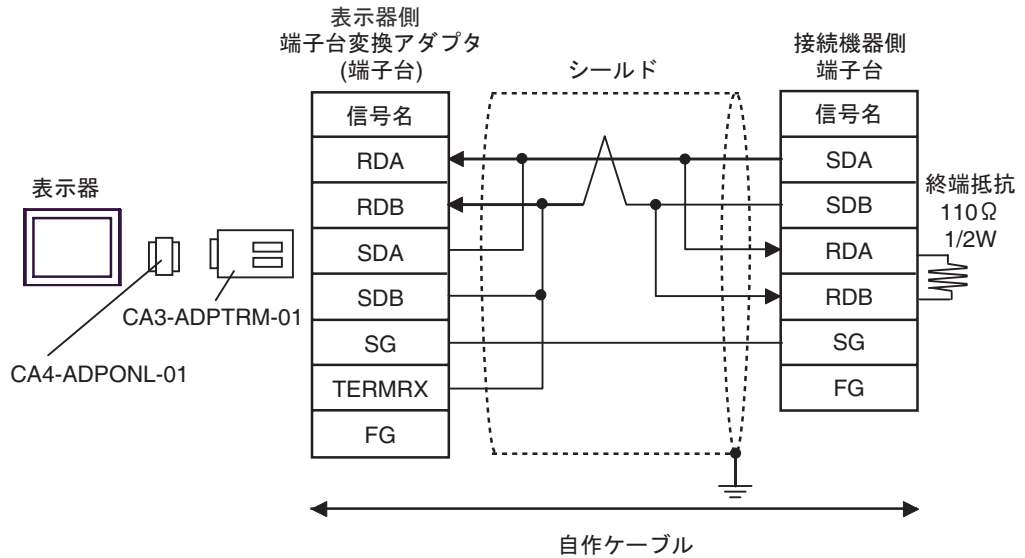 表示器側
端子台変換アダプタ
(端子台)
シールド
接続機器側
端子台
信号名
RDA
RDB
SDA
SDB
SG
TERMRX
FG
信号名
SDA
SDB
RDA
RDB
SG
FG
終端抵抗
110Ω
1/2W
表示器
CA3-ADPTRM-01
CA4-ADPONL-01
自作ケーブル